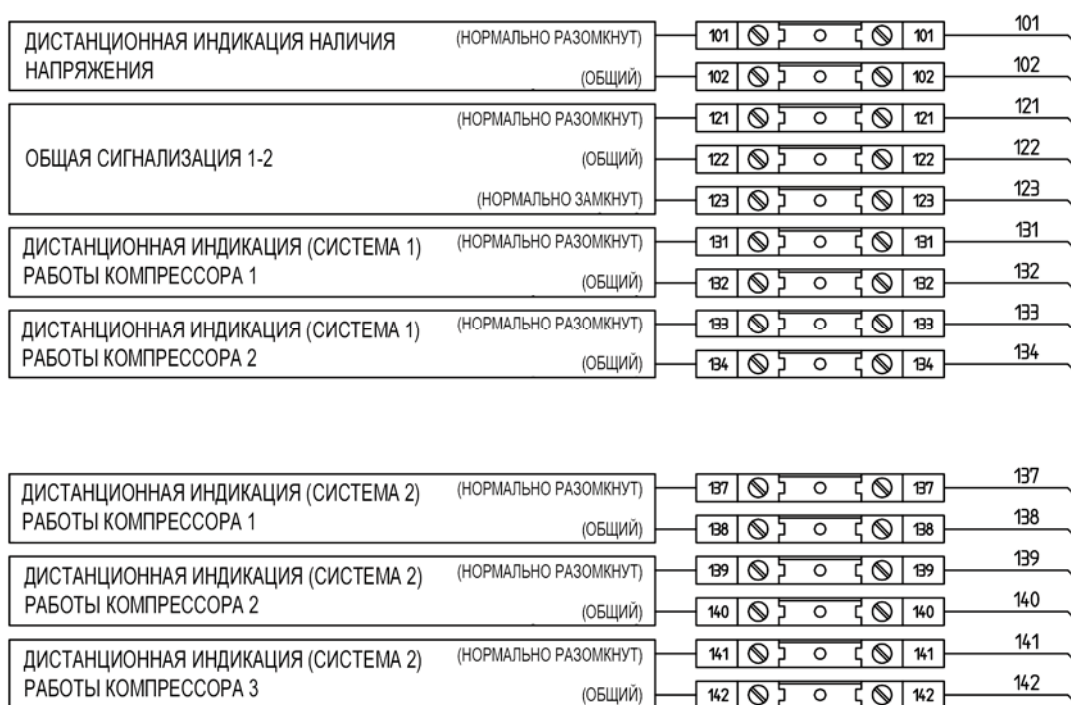 ДИСТАНЦИОННАЯ ИНДИКАЦИЯ НАЛИЧИЯ (НОРМАЛЬНО РАЗОМКНУТ) 101 101 101
НАПРЯЖЕНИЯ (ОБЩИЙ) 102 102 102
(НОРМАЛЬНО РАЗОМКНУТ) 121 121 121
ОБЩАЯ СИГНАЛИЗАЦИЯ 1-2 (ОБЩИЙ) 122 122 122
(НОРМАЛЬНО ЗАМКНУТ) 123 123 123
ДИСТАНЦИОННАЯ ИНДИКАЦИЯ (СИСТЕМА 1) (НОРМАЛЬНО РАЗОМКНУТ) 131 131 131
РАБОТЫ КОМПРЕССОРА 1 (ОБЩИЙ) 132 132 132
ДИСТАНЦИОННАЯ ИНДИКАЦИЯ (СИСТЕМА 1) (НОРМАЛЬНО РАЗОМКНУТ) 133 133 133
РАБОТЫ КОМПРЕССОРА 2 (ОБЩИЙ) 134 134 134
ДИСТАНЦИОННАЯ ИНДИКАЦИЯ (СИСТЕМА 2) (НОРМАЛЬНО РАЗОМКНУТ) 137 137 137
РАБОТЫ КОМПРЕССОРА 1 (ОБЩИЙ) 138 138 138
ДИСТАНЦИОННАЯ ИНДИКАЦИЯ (СИСТЕМА 2) (НОРМАЛЬНО РАЗОМКНУТ) 139 139 139
РАБОТЫ КОМПРЕССОРА 2 (ОБЩИЙ) 140 140 140
ДИСТАНЦИОННАЯ ИНДИКАЦИЯ (СИСТЕМА 2) (НОРМАЛЬНО РАЗОМКНУТ) 141 141 141
РАБОТЫ КОМПРЕССОРА 3 (ОБЩИЙ) 142 142 142